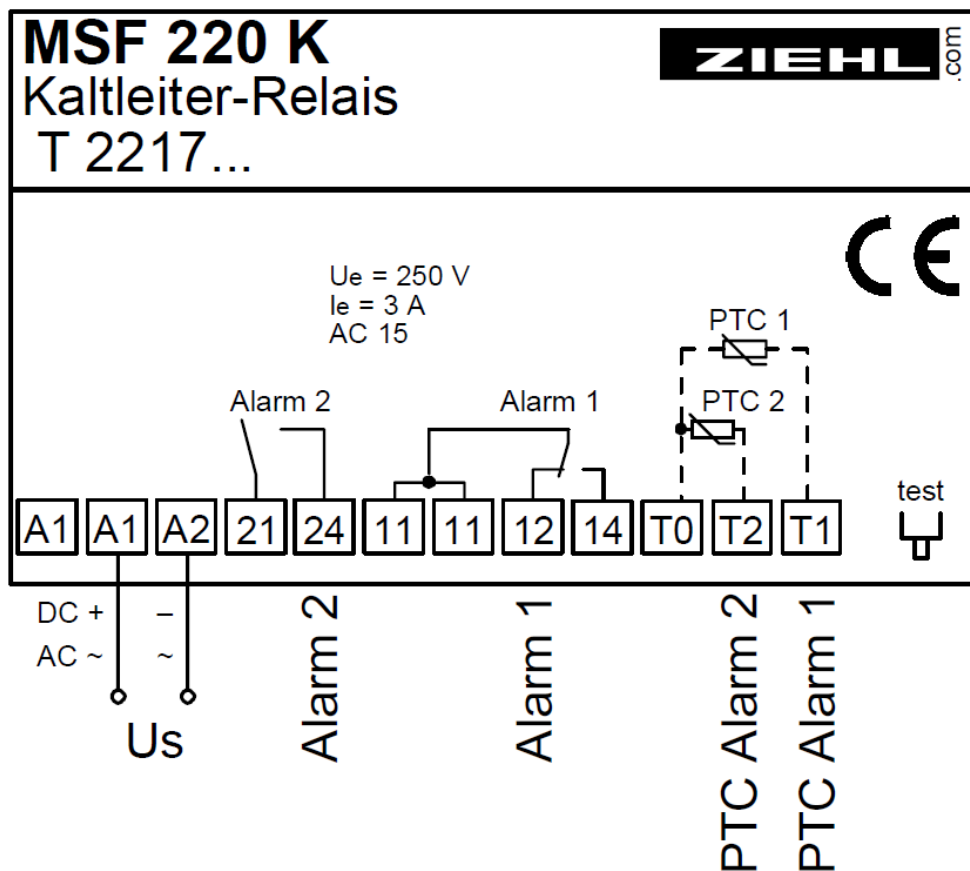 MSF 220 K
Kaltleiter-Relais
T 2217...
ZIEHL.com
CE
Ue = 250 V
Ie = 3 A
AC 15
PTC 1
PTC 2
Alarm 2
Alarm 1
A1 A1 A2 21 24 11 11 12 14 T0 T2 T1
test
DC + –
AC ~ ~
Us
Alarm 2
Alarm 1
PTC Alarm 2
PTC Alarm 1